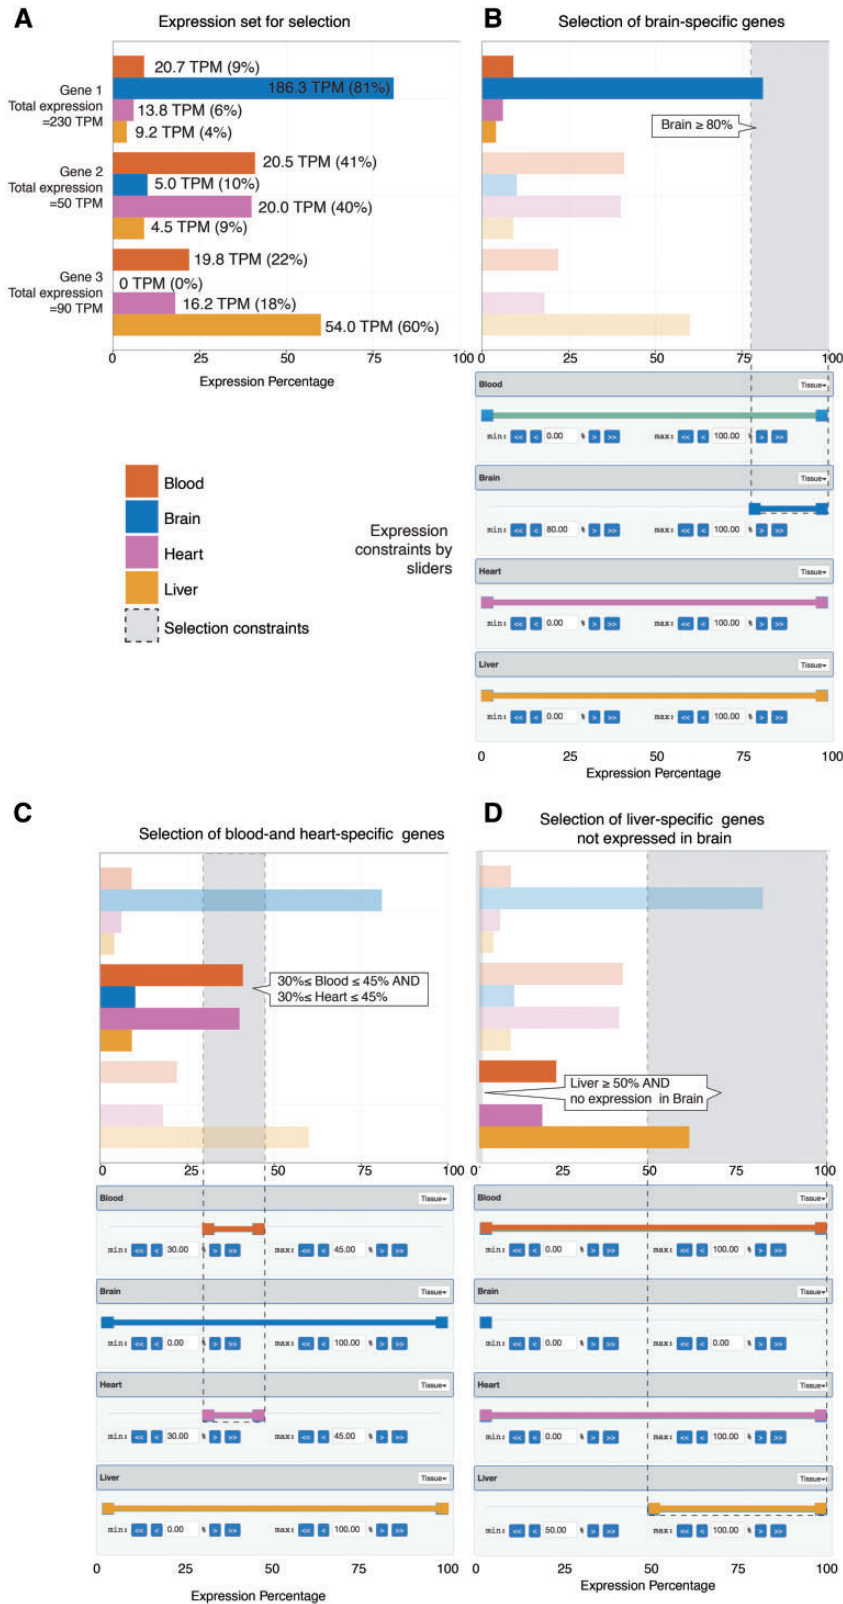 A
Expression set for selection
Gene 1
Total expression
=230 TPM
20.7 TPM (9%)
186.3 TPM (81%)
13.8 TPM (6%)
9.2 TPM (4%)
Gene 2
Total expression
=50 TPM
20.5 TPM (41%)
5.0 TPM (10%)
20.0 TPM (40%)
4.5 TPM (9%)
Gene 3
Total expression
=90 TPM
19.8 TPM (22%)
0 TPM (0%)
16.2 TPM (18%)
54.0 TPM (60%)
0 25 50 75 100
Expression Percentage
Blood
Brain
Heart
Liver
Selection constraints
B
Selection of brain-specific genes
Brain ≥ 80%
0 25 50 75 100
Expression
constraints by
sliders
Blood Tissue
min: << < 0.00 % > >> max: << < 100.00 % > >>
Brain Tissue
min: << < 80.00 % > >> max: << < 100.00 % > >>
Heart Tissue
min: << < 0.00 % > >> max: << < 100.00 % > >>
Liver Tissue
min: << < 0.00 % > >> max: << < 100.00 % > >>
0 25 50 75 100
Expression Percentage
C
Selection of blood-and heart-specific genes
30%≤ Blood ≤ 45% AND
30%≤ Heart ≤ 45%
0 25 50 75 100
Blood Tissue
min: << < 30.00 % > >> max: << < 45.00 % > >>
Brain Tissue
min: << < 0.00 % > >> max: << < 100.00 % > >>
Heart Tissue
min: << < 30.00 % > >> max: << < 45.00 % > >>
Liver Tissue
min: << < 0.00 % > >> max: << < 100.00 % > >>
0 25 50 75 100
Expression Percentage
D
Selection of liver-specific genes
not expressed in brain
Liver ≥ 50% AND
no expression in Brain
0 25 50 75 100
Blood Tissue
min: << < 0.00 % > >> max: << < 100.00 % > >>
Brain Tissue
min: << < 0.00 % > >> max: << < 0.00 % > >>
Heart Tissue
min: << < 0.00 % > >> max: << < 100.00 % > >>
Liver Tissue
min: << < 50.00 % > >> max: << < 100.00 % > >>
0 25 50 75 100
Expression Percentage